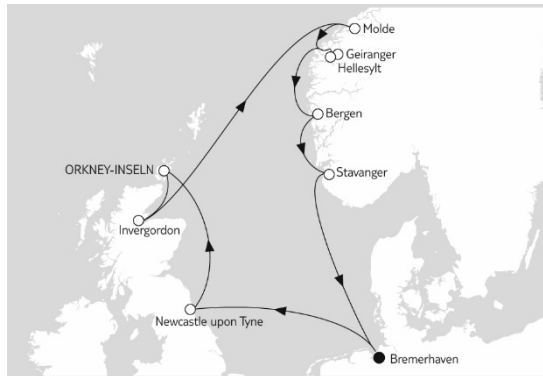 Molde
Geiranger
Hellesylt
Bergen
ORKNEY-INSELN
Stavanger
Invergordon
Newcastle upon Tyne
Bremerhaven